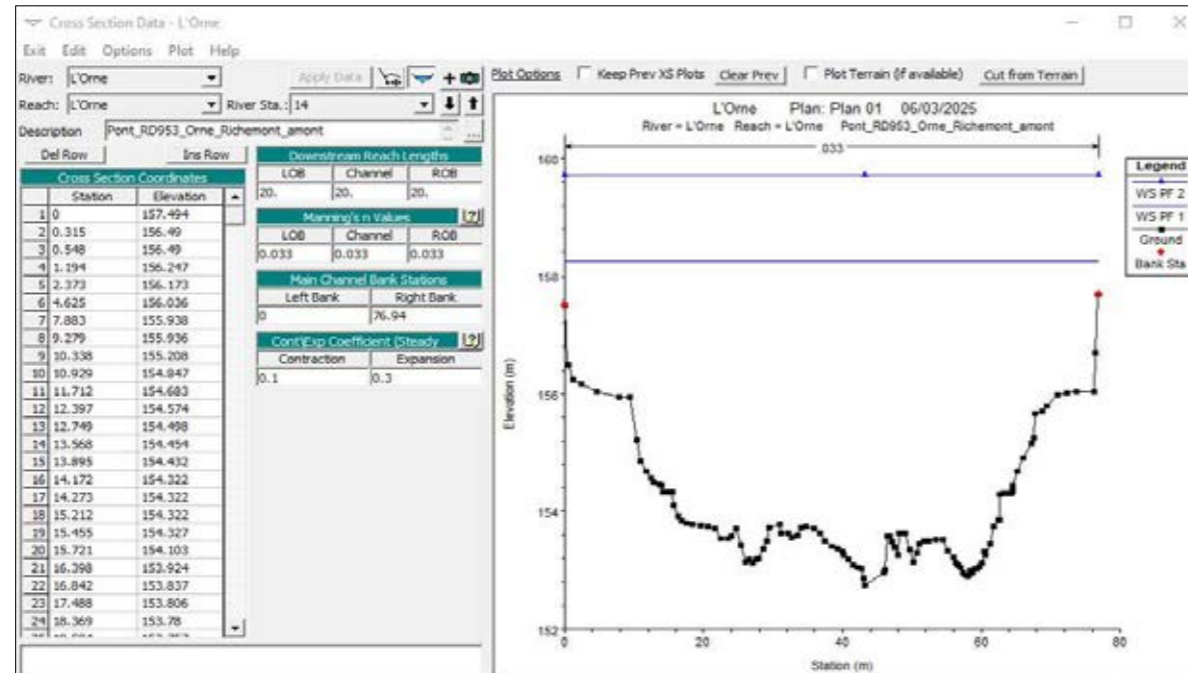 Cross Section Data - L'Orne
Exit Edit Options Plot Help
River: L'Orne Apply Data
Reach: L'Orne River Sta.: 14
Description Pont_RD953_Orne_Richemont_amont ...
Del Row Ins Row
Cross Section Coordinates
Station Elevation
1 0 157.494
2 0.315 156.49
3 0.548 156.49
4 1.194 156.247
5 2.373 156.173
6 4.625 156.036
7 7.883 155.938
8 9.279 155.936
9 10.338 155.208
10 10.929 154.847
11 11.712 154.683
12 12.397 154.574
13 12.749 154.498
14 13.568 154.454
15 13.895 154.432
16 14.172 154.322
17 14.273 154.322
18 15.212 154.322
19 15.455 154.327
20 15.721 154.103
21 16.398 153.924
22 16.842 153.837
23 17.488 153.806
24 18.369 153.78
Downstream Reach Lengths
LOB Channel ROB
20. 20. 20.
Manning's n Values
LOB Channel ROB
0.033 0.033 0.033
Main Channel Bank Stations
Left Bank Right Bank
0 76.94
Cont\Exp Coefficient (Steady
Contraction Expansion
0.1 0.3
Plot Options Keep Prev XS Plots Clear Prev Plot Terrain (if available) Cut from Terrain
L'Orne Plan: Plan 01 06/03/2025
River = L'Orne Reach = L'Orne Pont_RD953_Orne_Richemont_amont
.033
160
158
156
154
152
Elevation (m)
0 20 40 60 80
Station (m)
Legend
WS PF 2
WS PF 1
Ground
Bank Sta